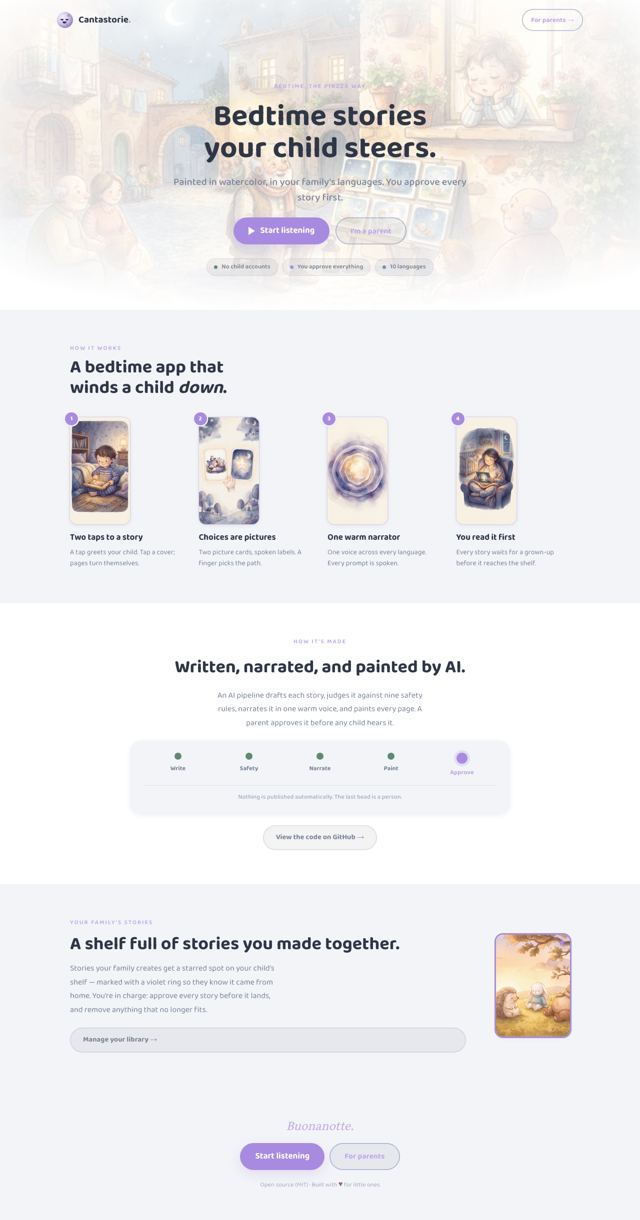 Cantastorie.
For parents →
BEDTIME, THE PIAZZA WAY
Bedtime stories
your child steers.
Painted in watercolor, in your family's languages. You approve every
story first.
Start listening
I'm a parent
No child accounts
You approve everything
10 languages
HOW IT WORKS
A bedtime app that
winds a child down.
1
2
3
4
Two taps to a story
A tap greets your child. Tap a cover;
pages turn themselves.
Choices are pictures
Two picture cards, spoken labels. A
finger picks the path.
One warm narrator
One voice across every language.
Every prompt is spoken.
You read it first
Every story waits for a grown-up
before it reaches the shelf.
HOW IT'S MADE
Written, narrated, and painted by AI.
An AI pipeline drafts each story, judges it against nine safety
rules, narrates it in one warm voice, and paints every page. A
parent approves it before any child hears it.
Write
Safety
Narrate
Paint
Approve
Nothing is published automatically. The last bead is a person.
View the code on GitHub →
YOUR FAMILY'S STORIES
A shelf full of stories you made together.
Stories your family creates get a starred spot on your child's
shelf — marked with a violet ring so they know it came from
home. You're in charge: approve every story before it lands,
and remove anything that no longer fits.
Manage your library →
Buonanotte.
Start listening
For parents
Open source (MIT) · Built with ♥ for little ones.